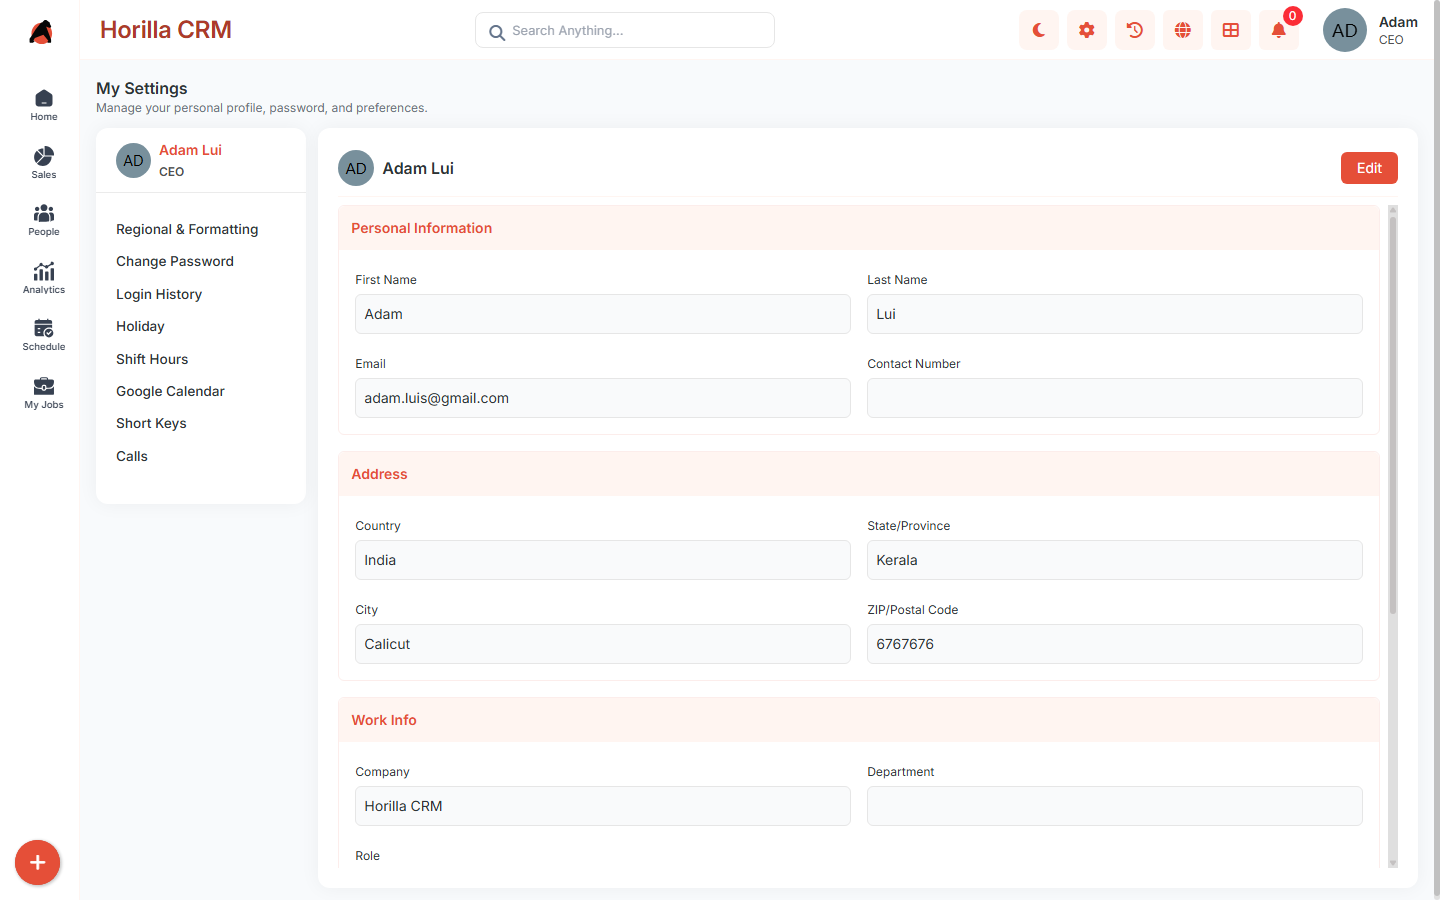 Horilla CRM
Search Anything...
0
AD
Adam
CEO
Home
Sales
People
Analytics
Schedule
My Jobs
My Settings
Manage your personal profile, password, and preferences.
AD
Adam Lui
CEO
Regional & Formatting
Change Password
Login History
Holiday
Shift Hours
Google Calendar
Short Keys
Calls
AD
Adam Lui
Edit
Personal Information
First Name
Last Name
Adam
Lui
Email
Contact Number
adam.luis@gmail.com
Address
Country
State/Province
India
Kerala
City
ZIP/Postal Code
Calicut
6767676
Work Info
Company
Department
Horilla CRM
Role